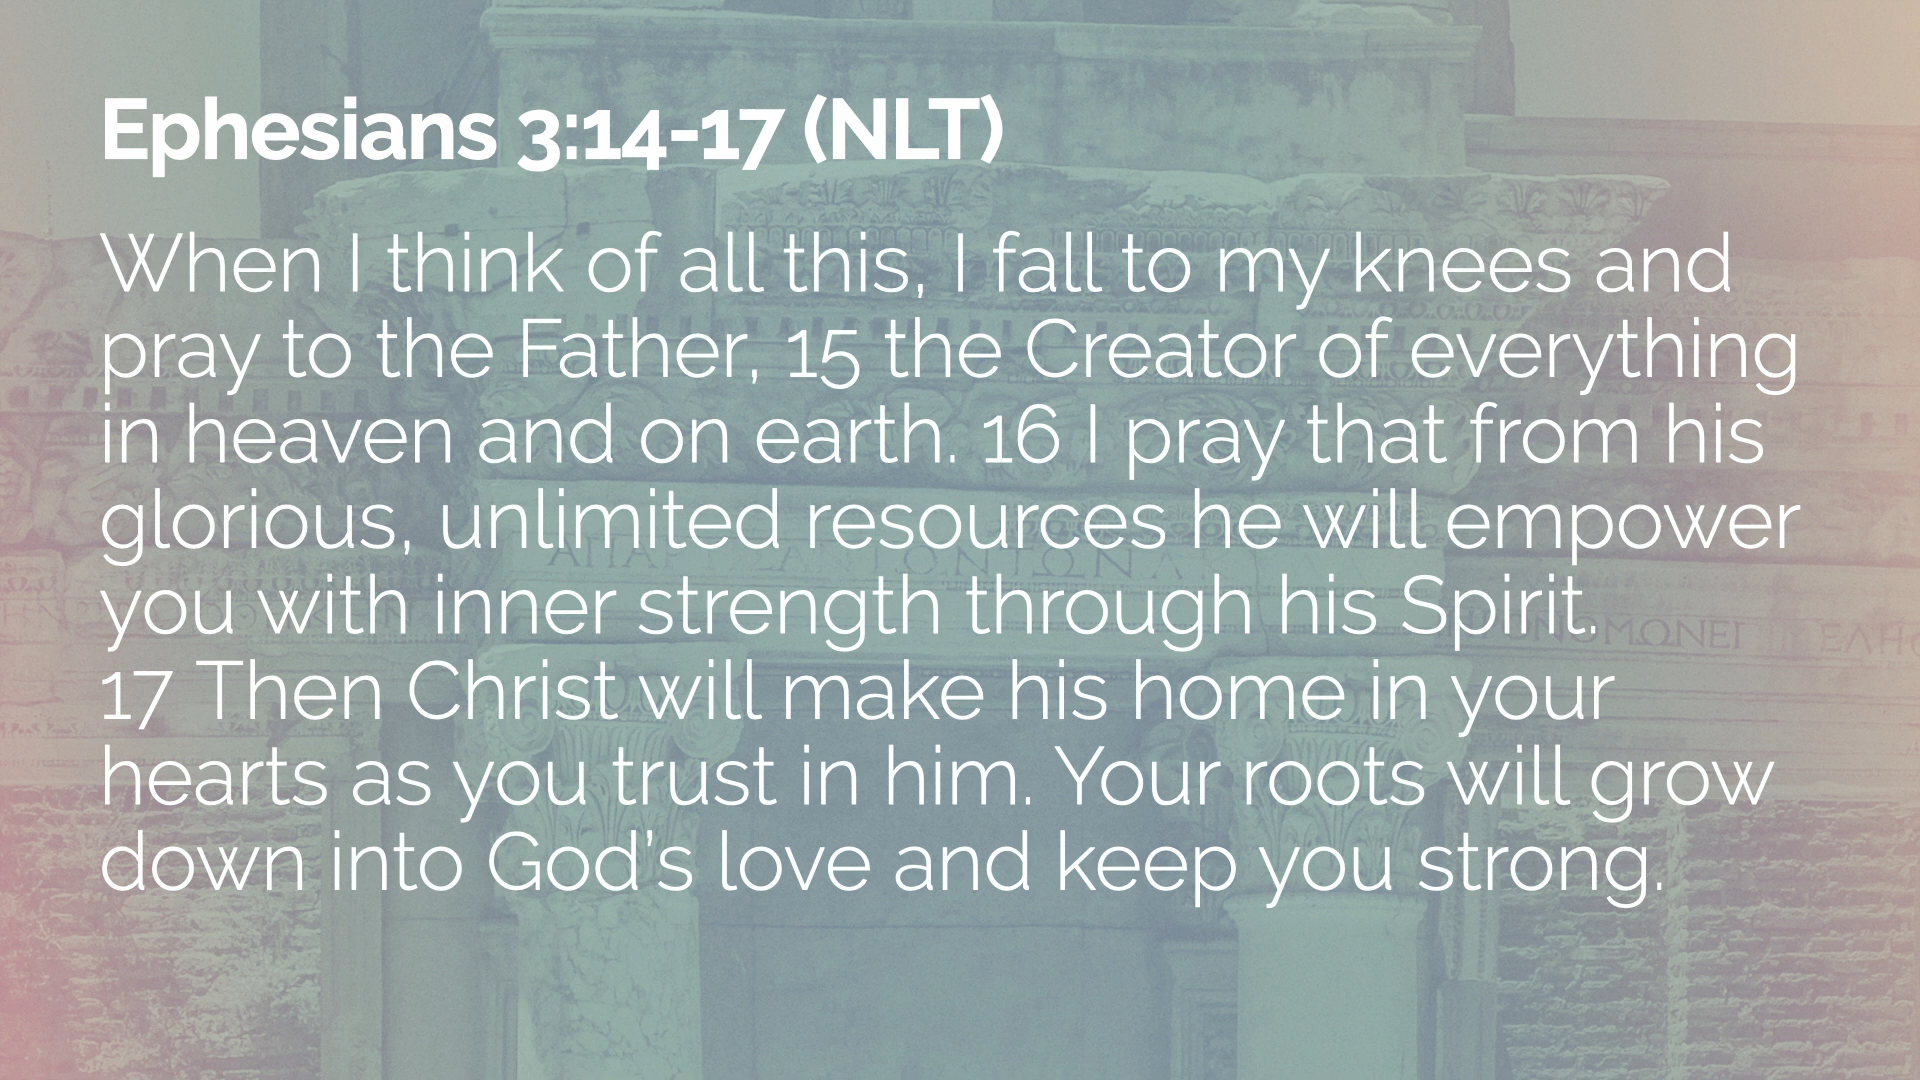 Ephesians 3:14-17 (NLT)
When I think of all this, I fall to my knees and
pray to the Father, 15 the Creator of everything
in heaven and on earth. 16 I pray that from his
glorious, unlimited resources he will empower
you with inner strength through his Spirit.
17 Then Christ will make his home in your
hearts as you trust in him. Your roots will grow
down into God’s love and keep you strong.